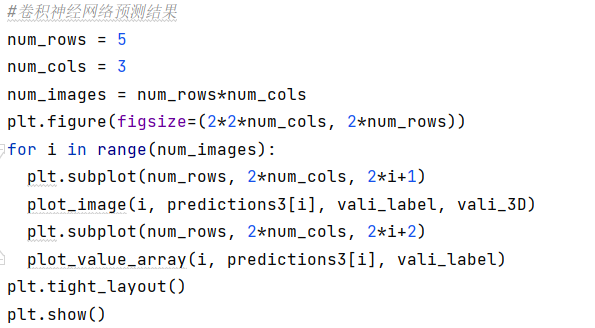 #卷积神经网络预测结果
num_rows = 5
num_cols = 3
num_images = num_rows*num_cols
plt.figure(figsize=(2*2*num_cols, 2*num_rows))
for i in range(num_images):
  plt.subplot(num_rows, 2*num_cols, 2*i+1)
  plot_image(i, predictions3[i], vali_label, vali_3D)
  plt.subplot(num_rows, 2*num_cols, 2*i+2)
  plot_value_array(i, predictions3[i], vali_label)
plt.tight_layout()
plt.show()